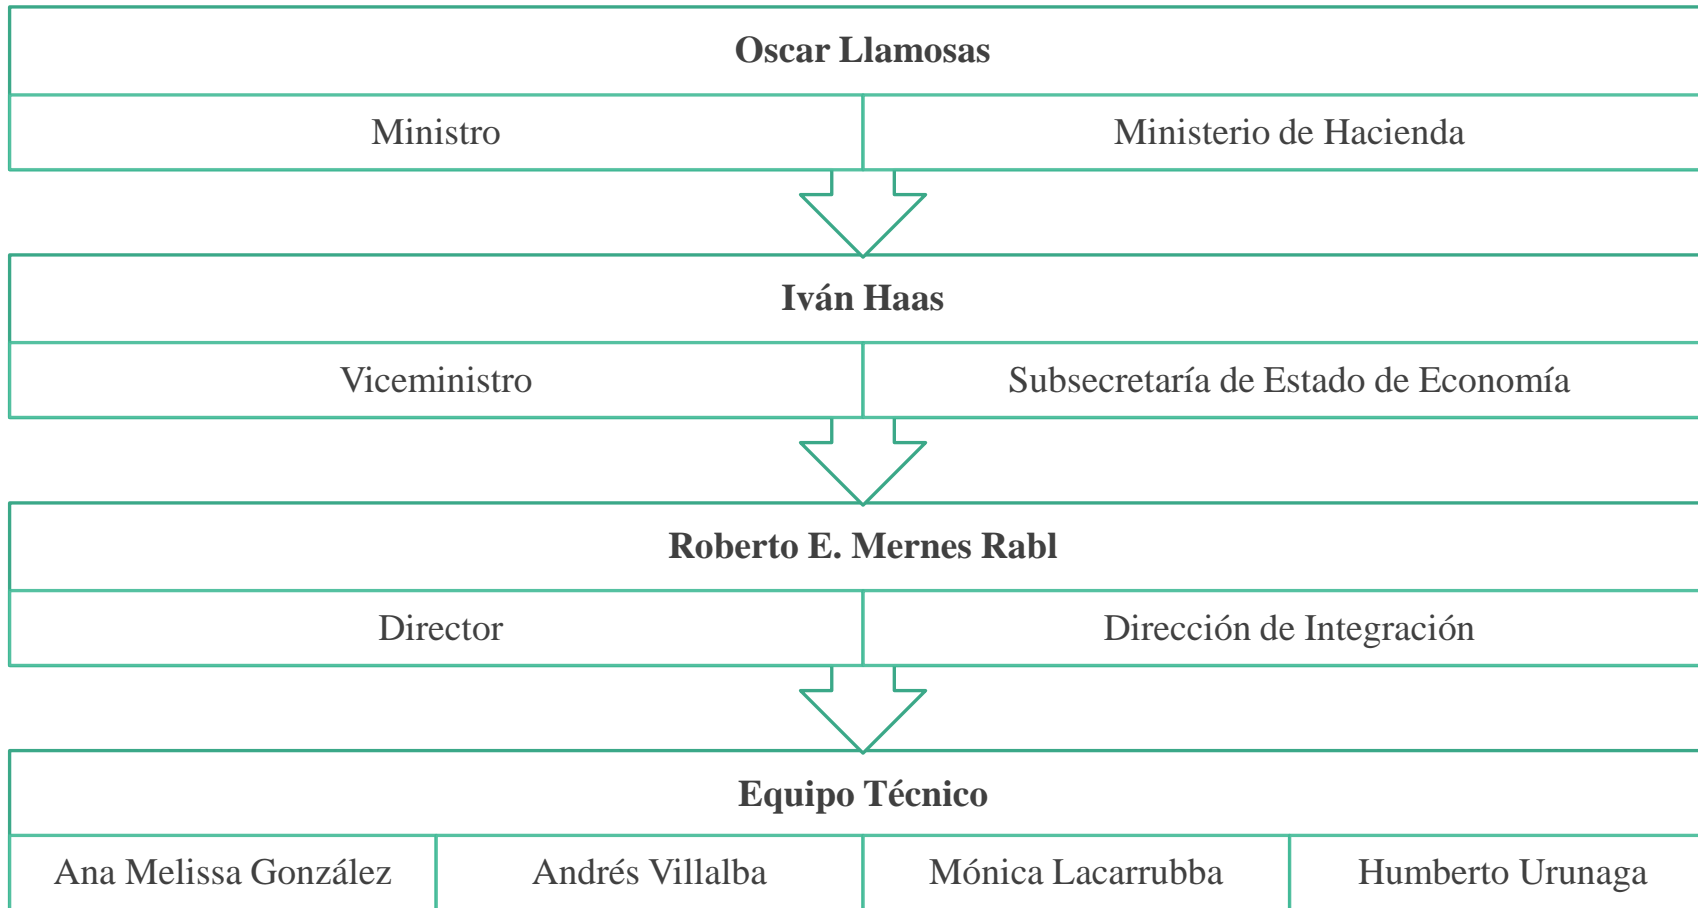 Oscar Llamosas
Ministro
Ministerio de Hacienda
Iván Haas
Viceministro
Subsecretaría de Estado de Economía
Roberto E. Mernes Rabl
Director
Dirección de Integración
Equipo Técnico
Ana Melissa González
Andrés Villalba
Mónica Lacarrubba
Humberto Urunaga